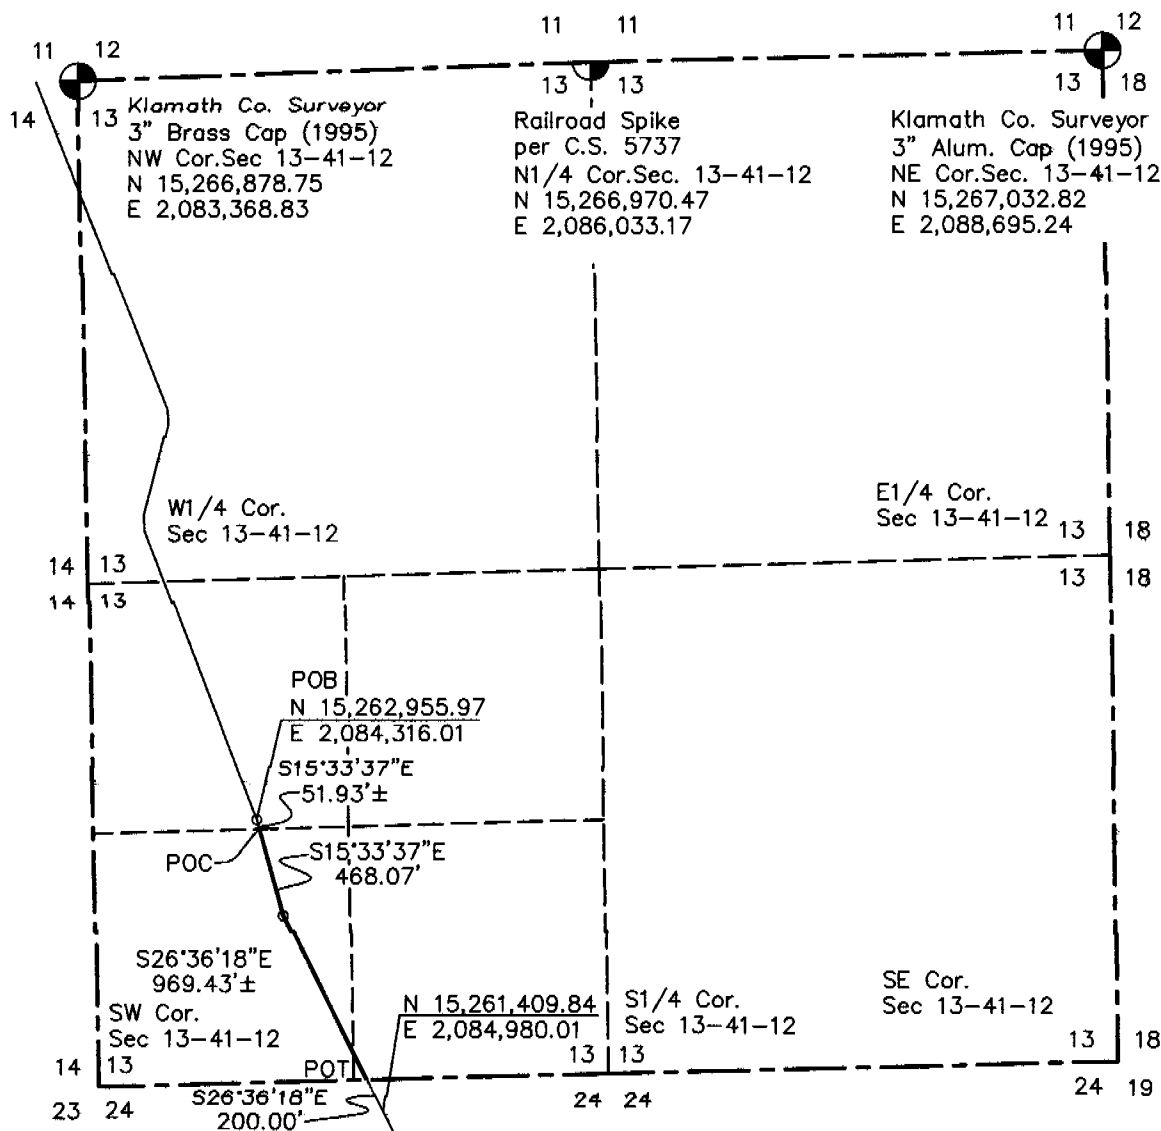 11 11
11 12
11 12
13 13
13 18
14 13
Klamath Co. Surveyor
3" Brass Cap (1995)
NW Cor.Sec 13-41-12
N 15,266,878.75
E 2,083,368.83
Railroad Spike
per C.S. 5737
N1/4 Cor.Sec. 13-41-12
N 15,266,970.47
E 2,086,033.17
Klamath Co. Surveyor
3" Alum. Cap (1995)
NE Cor.Sec. 13-41-12
N 15,267,032.82
E 2,088,695.24
W1/4 Cor.
Sec 13-41-12
E1/4 Cor.
Sec 13-41-12
13 18
14 13
13 18
14 13
POB
N 15,262,955.97
E 2,084,316.01
S15°33'37"E
51.93'±
POC
S15°33'37"E
468.07'
S26°36'18"E
969.43'±
SW Cor.
Sec 13-41-12
N 15,261,409.84
E 2,084,980.01
S1/4 Cor.
Sec 13-41-12
SE Cor.
Sec 13-41-12
14 13
POT
13 13
13 18
23 24
S26°36'18"E
200.00'
24 24
24 19